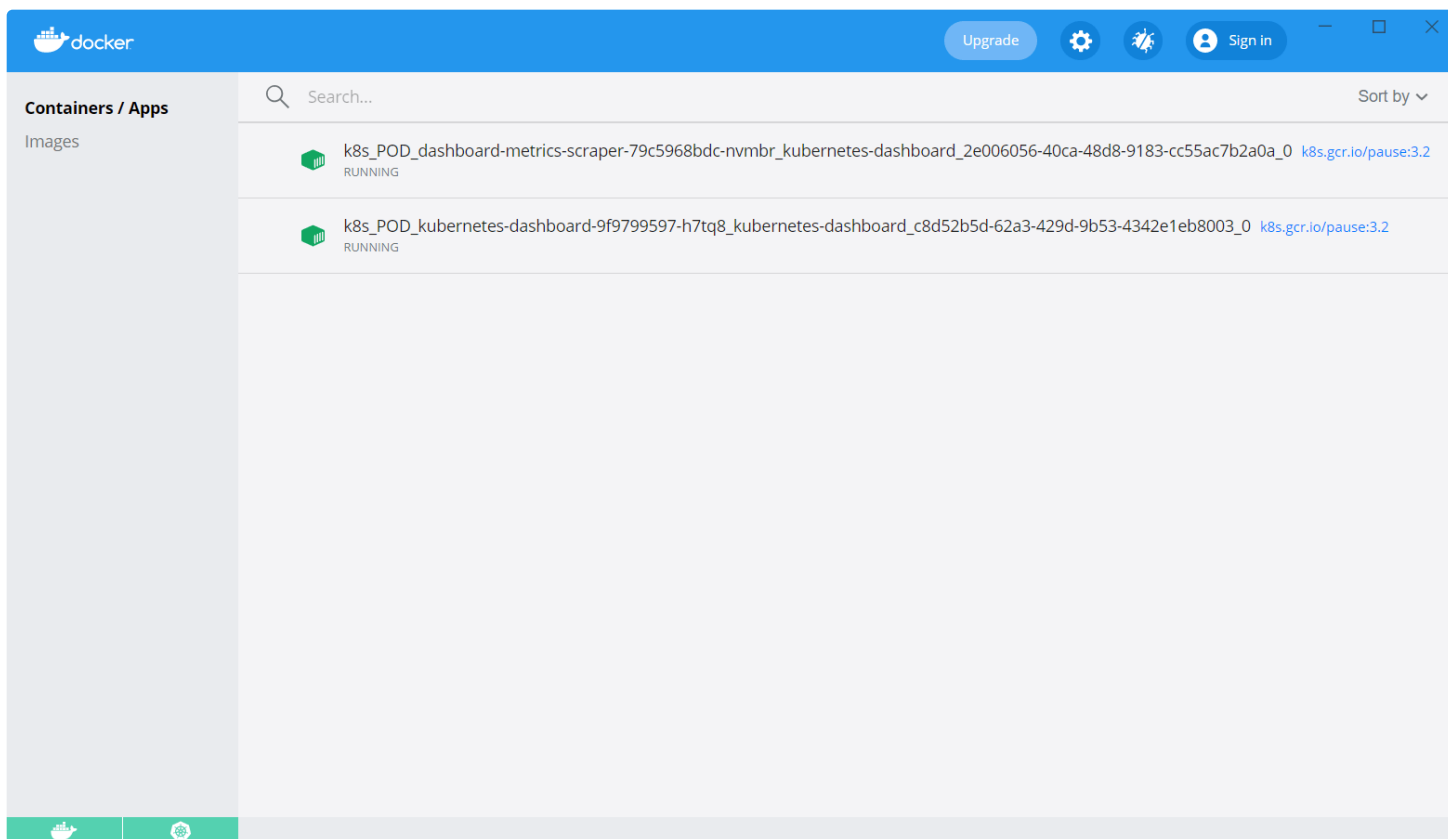 docker
Upgrade
Sign in
Containers / Apps
Images
Search...
Sort by
k8s_POD_dashboard-metrics-scraper-79c5968bdc-nvmbr_kubernetes-dashboard_2e006056-40ca-48d8-9183-cc55ac7b2a0a_0 k8s.gcr.io/pause:3.2
RUNNING
k8s_POD_kubernetes-dashboard-9f9799597-h7tq8_kubernetes-dashboard_c8d52b5d-62a3-429d-9b53-4342e1eb8003_0 k8s.gcr.io/pause:3.2
RUNNING